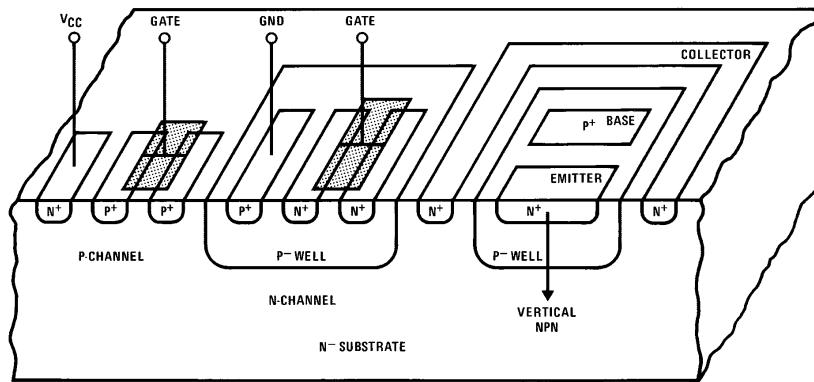 VCC
GATE
GND
GATE
COLLECTOR
P+ BASE
EMITTER
N+
P+
P+
P+
N+
N+
N+
N+
N+
P-CHANNEL
P− WELL
P− WELL
N-CHANNEL
VERTICAL
NPN
N− SUBSTRATE